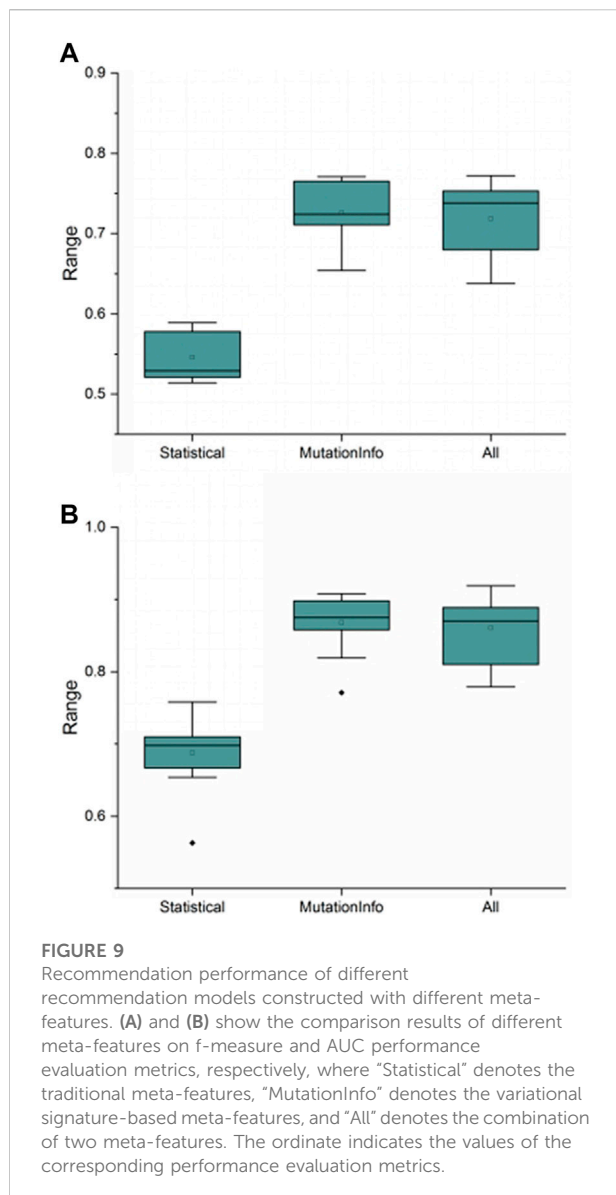 A
0.9
0.8
0.7
0.6
0.5
Range
Statistical
MutationInfo
All
B
1.0
0.8
0.6
Range
Statistical
MutationInfo
All
FIGURE 9
Recommendation performance of different
recommendation models constructed with different meta-
features. (A) and (B) show the comparison results of different
meta-features on f-measure and AUC performance
evaluation metrics, respectively, where “Statistical” denotes the
traditional meta-features, “MutationInfo” denotes the variational
signature-based meta-features, and “All” denotes the combination
of two meta-features. The ordinate indicates the values of the
corresponding performance evaluation metrics.